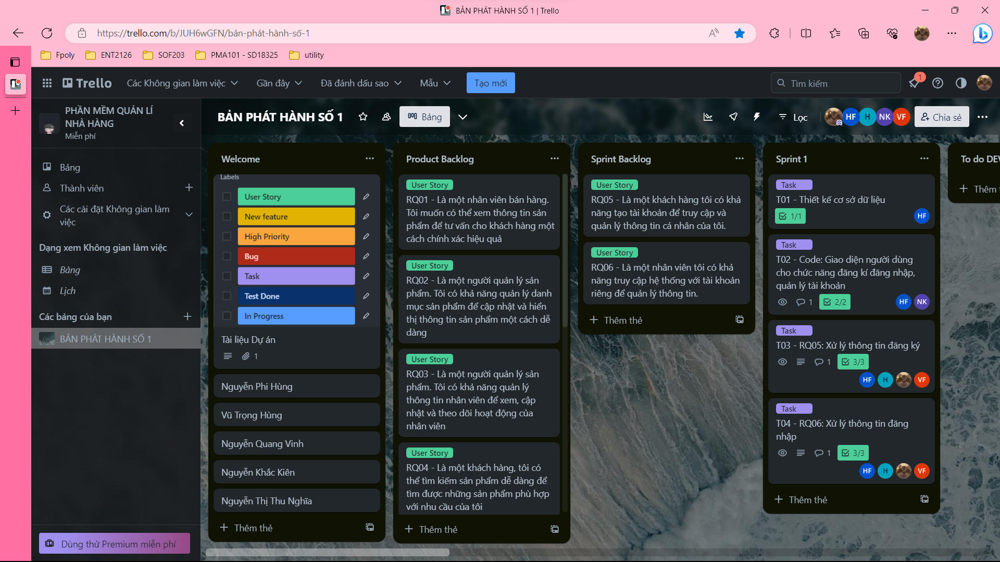 BẢN PHÁT HÀNH SỐ 1 | Trello
https://trello.com/b/JUH6wGFN/bản-phát-hành-số-1
Fpoly
ENT2126
SOF203
PMA101 - SD18325
utility
Trello
Các Không gian làm việc
Gần đây
Đã đánh dấu sao
Mẫu
Tạo mới
Tìm kiếm
1
PHẦN MỀM QUẢN LÍ
NHÀ HÀNG
Miễn phí
Bảng
Thành viên
Các cài đặt Không gian làm
việc
Dạng xem Không gian làm việc
Bảng
Lịch
Các bảng của bạn
BẢN PHÁT HÀNH SỐ 1
Dùng thử Premium miễn phí
BẢN PHÁT HÀNH SỐ 1
Bảng
Lọc
HF
H
NK
VF
Chia sẻ
Welcome
Labels
User Story
New feature
High Priority
Bug
Task
Test Done
In Progress
Tài liệu Dự án
1
Nguyễn Phi Hùng
Vũ Trọng Hùng
Nguyễn Quang Vinh
Nguyễn Khắc Kiên
Nguyễn Thị Thu Nghĩa
Thêm thẻ
Product Backlog
User Story
RQ01 - Là một nhân viên bán hàng.
Tôi muốn có thể xem thông tin sản
phẩm để tư vấn cho khách hàng một
cách chính xác hiệu quả
User Story
RQ02 - Là một người quản lý sản
phẩm. Tôi có khả năng quản lý danh
mục sản phẩm để cập nhật và hiển
thị thông tin sản phẩm một cách dễ
dàng
User Story
RQ03 - Là một người quản lý sản
phẩm. Tôi có khả năng quản lý
thông tin nhân viên để xem, cập
nhật và theo dõi hoạt động của
nhân viên
User Story
RQ04 - Là một khách hàng, tôi có
thể tìm kiếm sản phẩm dễ dàng để
tìm được những sản phẩm phù hợp
với nhu cầu của tôi
Thêm thẻ
Sprint Backlog
User Story
RQ05 - Là một khách hàng tôi có khả
năng tạo tài khoản để truy cập và
quản lý thông tin cá nhân của tôi.
User Story
RQ06 - Là một nhân viên tôi có khả
năng truy cập hệ thống với tài khoản
riêng để quản lý thông tin.
Thêm thẻ
Sprint 1
Task
T01 - Thiết kế cơ sở dữ liệu
1/1
HF
Task
T02 - Code: Giao diện người dùng
cho chức năng đăng kí đăng nhập,
quản lý tài khoản
1
2/2
HF
NK
Task
T03 - RQ05: Xử lý thông tin đăng ký
1
3/3
HF
H
VF
Task
T04 - RQ06: Xử lý thông tin đăng
nhập
1
3/3
HF
H
VF
Thêm thẻ
To do DEV
Thêm t